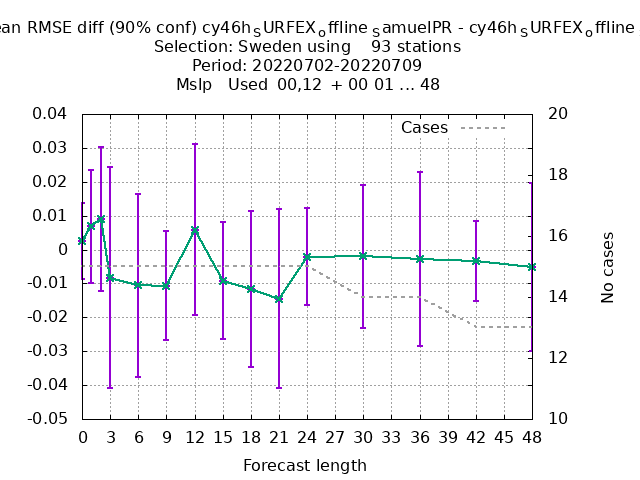 ean RMSE diff (90% conf) cy46h_SURFEX_offline_SamuelPR - cy46h_SURFEX_offline
Selection: Sweden using 93 stations
Period: 20220702-20220709
Mslp Used 00,12 + 00 01 ... 48
0.04
0.03
0.02
0.01
0
-0.01
-0.02
-0.03
-0.04
-0.05
20
18
16
14
12
10
Cases
No cases
0 3 6 9 12 15 18 21 24 27 30 33 36 39 42 45 48
Forecast length